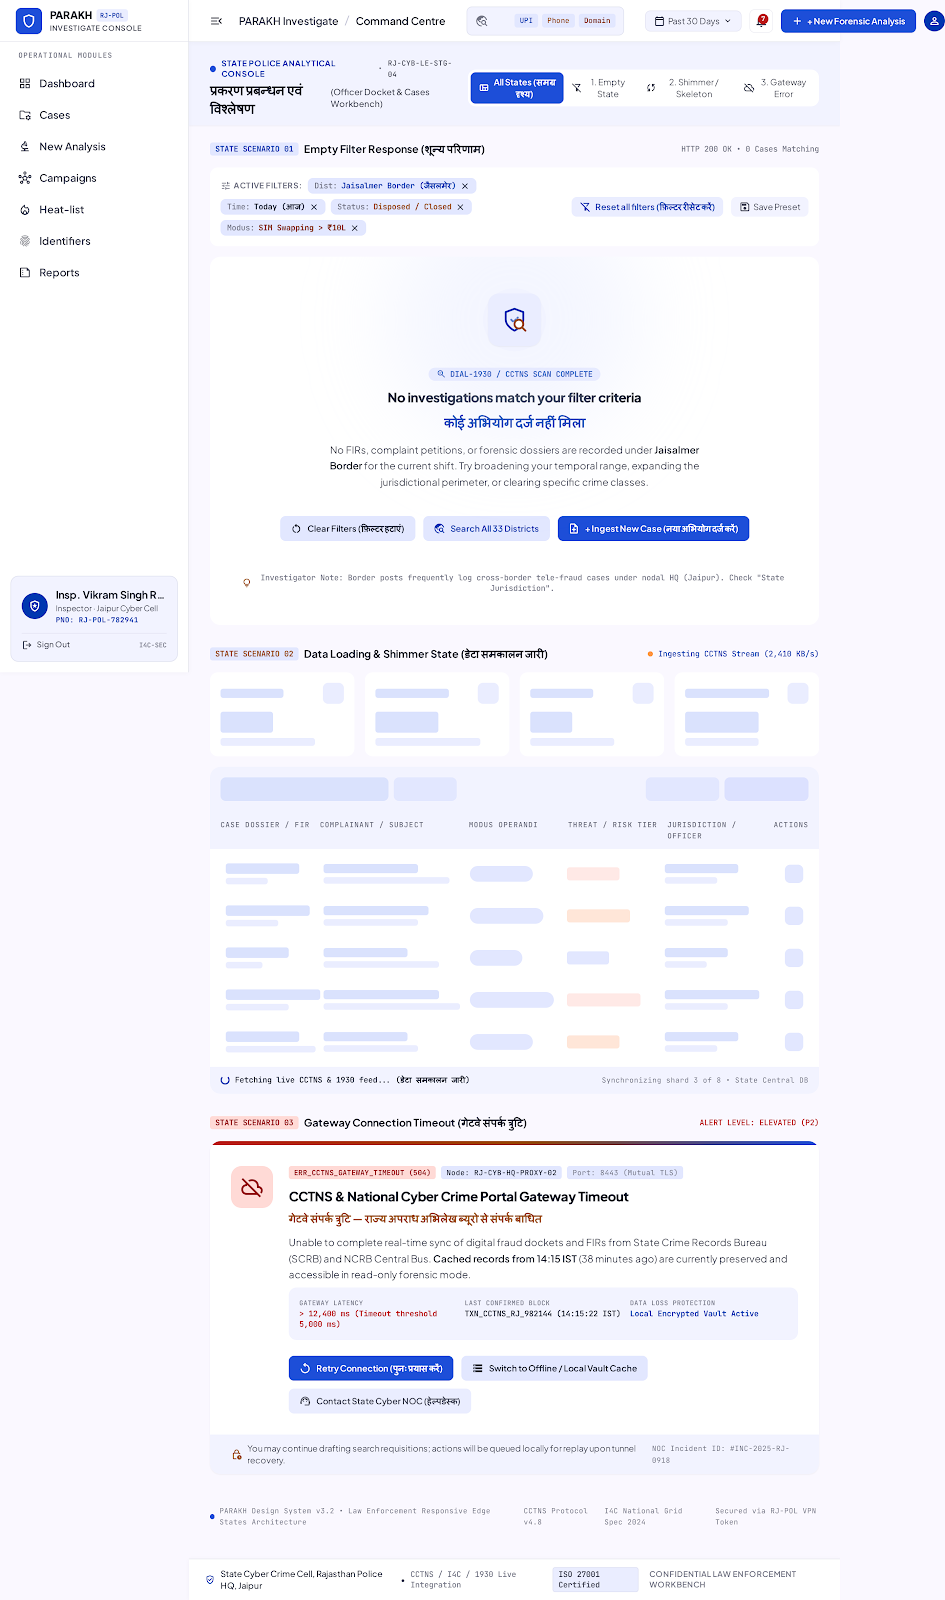 PARAKH RJ-POL
INVESTIGATE CONSOLE
OPERATIONAL MODULES
Dashboard
Cases
New Analysis
Campaigns
Heat-list
Identifiers
Reports
Insp. Vikram Singh R...
Inspector · Jaipur Cyber Cell
PNO: RJ-POL-782941
Sign Out I4C-SEC
PARAKH Investigate / Command Centre
UPI Phone Domain
Past 30 Days
7
+ New Forensic Analysis
STATE POLICE ANALYTICAL
CONSOLE
• RJ-CYB-LE-STG-
04
प्रकरण प्रबन्धन एवं
विश्लेषण
(Officer Docket & Cases
Workbench)
All States (समग्र
दृश्य)
1. Empty
State
2. Shimmer /
Skeleton
3. Gateway
Error
STATE SCENARIO 01 Empty Filter Response (शून्य परिणाम) HTTP 200 OK • 0 Cases Matching
ACTIVE FILTERS: Dist: Jaisalmer Border (जैसलमेर)
Time: Today (आज) Status: Disposed / Closed
Modus: SIM Swapping > ₹10L
Reset all filters (फ़िल्टर रीसेट करें) Save Preset
DIAL-1930 / CCTNS SCAN COMPLETE
No investigations match your filter criteria
कोई अभियोग दर्ज नहीं मिला
No FIRs, complaint petitions, or forensic dossiers are recorded under Jaisalmer
Border for the current shift. Try broadening your temporal range, expanding the
jurisdictional perimeter, or clearing specific crime classes.
Clear Filters (फ़िल्टर हटाएं) Search All 33 Districts + Ingest New Case (नया अभियोग दर्ज करें)
Investigator Note: Border posts frequently log cross-border tele-fraud cases under nodal HQ (Jaipur). Check "State
Jurisdiction".
STATE SCENARIO 02 Data Loading & Shimmer State (डेटा समकालन जारी) Ingesting CCTNS Stream (2,410 KB/s)
CASE DOSSIER / FIR COMPLAINANT / SUBJECT MODUS OPERANDI THREAT / RISK TIER JURISDICTION /
OFFICER
ACTIONS
Fetching live CCTNS & 1930 feed... (डेटा समकालन जारी) Synchronizing shard 3 of 8 • State Central DB
STATE SCENARIO 03 Gateway Connection Timeout (गेटवे संपर्क त्रुटि) ALERT LEVEL: ELEVATED (P2)
ERR_CCTNS_GATEWAY_TIMEOUT (504) Node: RJ-CYB-HQ-PROXY-02 Port: 8443 (Mutual TLS)
CCTNS & National Cyber Crime Portal Gateway Timeout
गेटवे संपर्क त्रुटि — राज्य अपराध अभिलेख ब्यूरो से संपर्क बाधित
Unable to complete real-time sync of digital fraud dockets and FIRs from State Crime Records Bureau
(SCRB) and NCRB Central Bus. Cached records from 14:15 IST (38 minutes ago) are currently preserved and
accessible in read-only forensic mode.
GATEWAY LATENCY
> 12,400 ms (Timeout threshold
5,000 ms)
LAST CONFIRMED BLOCK
TXN_CCTNS_RJ_982144 (14:15:22 IST)
DATA LOSS PROTECTION
Local Encrypted Vault Active
Retry Connection (पुनः प्रयास करें) Switch to Offline / Local Vault Cache
Contact State Cyber NOC (हेल्पडेस्क)
You may continue drafting search requisitions; actions will be queued locally for replay upon tunnel
recovery.
NOC Incident ID: #INC-2025-RJ-
0918
PARAKH Design System v3.2 • Law Enforcement Responsive Edge
States Architecture
CCTNS Protocol
v4.8
I4C National Grid
Spec 2024
Secured via RJ-POL VPN
Token
State Cyber Crime Cell, Rajasthan Police
HQ, Jaipur
• CCTNS / I4C / 1930 Live
Integration
ISO 27001
Certified
CONFIDENTIAL LAW ENFORCEMENT
WORKBENCH